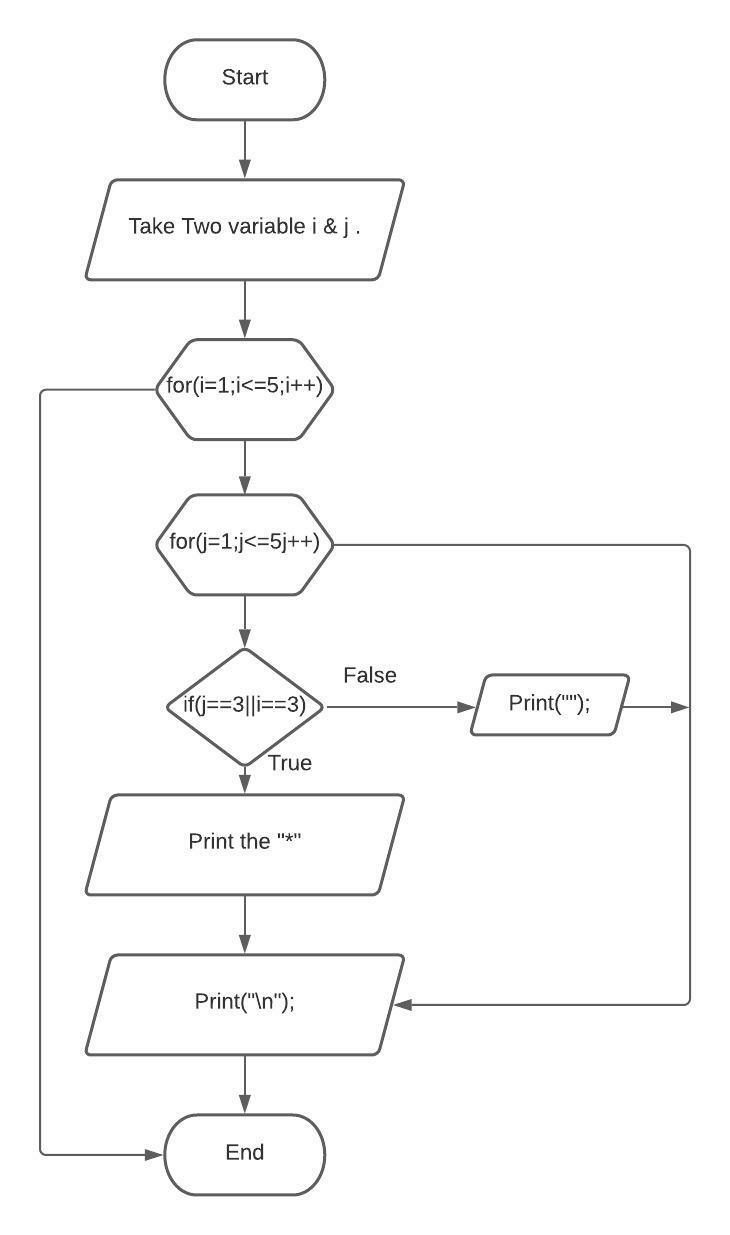 Start
Take Two variable i & j .
for(i=1;i<=5;i++)
for(j=1;j<=5j++)
False
if(j==3||i==3)
Print("");
True
Print the "*"
Print("\n");
End